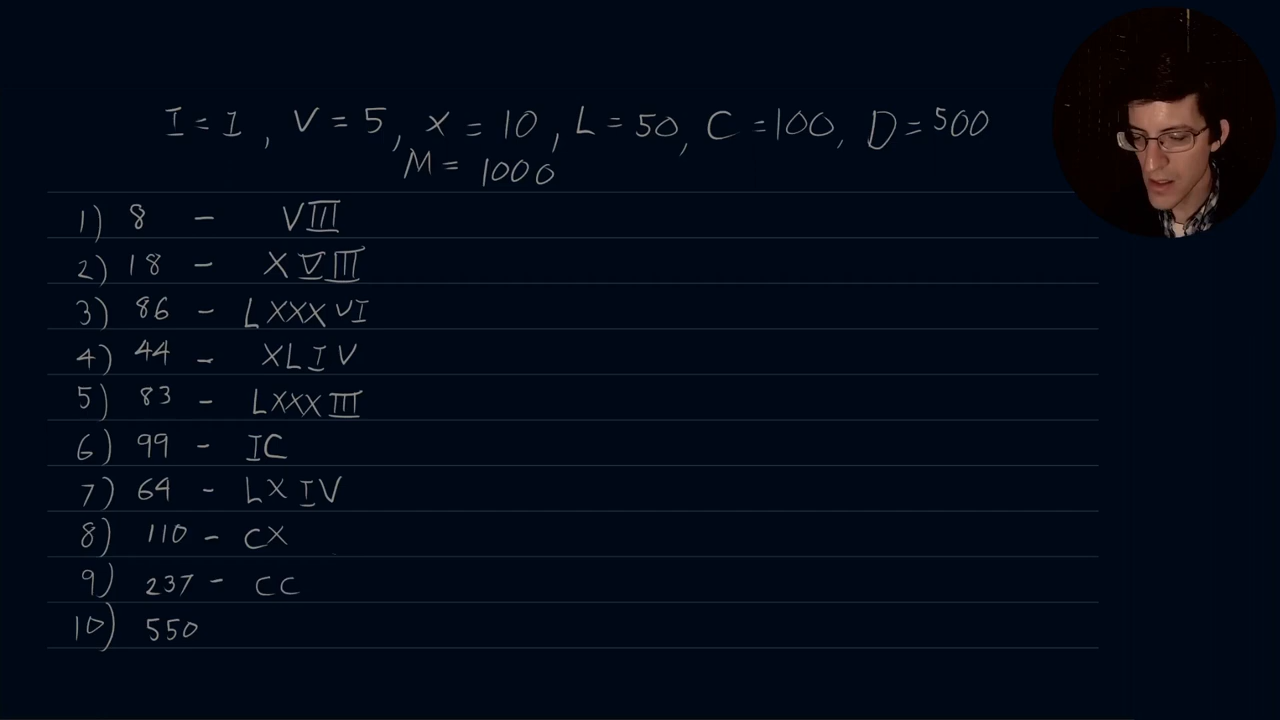 I = I , V = 5, X = 10, L = 50, C = 100, D = 500
M = 1000
1) 8 - VIII
2) 18 - XVIII
3) 86 - LXXXVI
4) 44 - XLIV
5) 83 - LXXXIII
6) 99 - IC
7) 64 - LXIV
8) 110 - CX
9) 237 - CC
10) 550